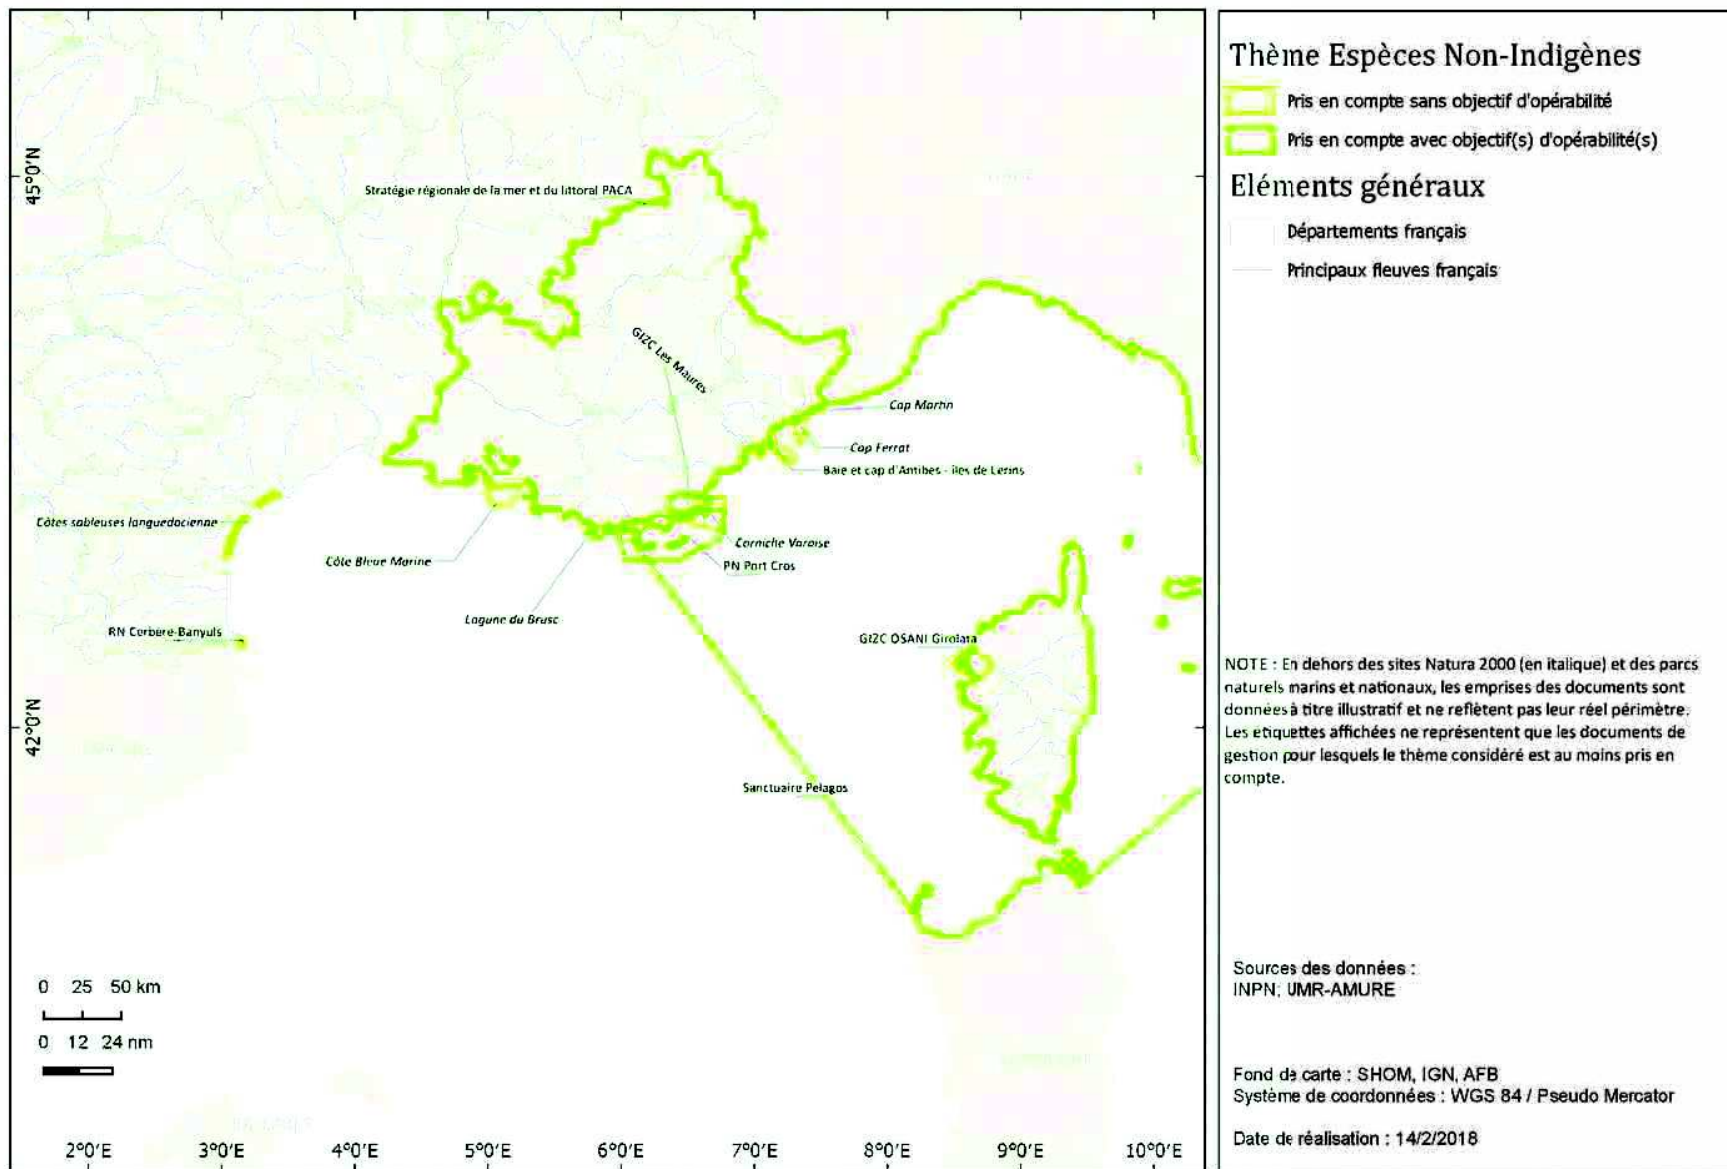 45°0'N
42°0'N
Stratégie régionale de la mer et du littoral PACA
GIZC Les Maures
Cap Martin
Cap Ferrat
Baie et cap d'Antibes - îles de Lerins
Côtes sableuses languedocienne
Côte Bleue Marine
Corniche Varoise
PN Port Cros
Lagune du Brusc
RN Cerbère-Banyuls
GIZC OSANI Girolata
Sanctuaire Pelagos
0 25 50 km
0 12 24 nm
2°0'E 3°0'E 4°0'E 5°0'E 6°0'E 7°0'E 8°0'E 9°0'E 10°0'E
Thème Espèces Non-Indigènes
Pris en compte sans objectif d'opérabilité
Pris en compte avec objectif(s) d'opérabilité(s)
Eléments généraux
Départements français
Principaux fleuves français
NOTE : En dehors des sites Natura 2000 (en italique) et des parcs
naturels marins et nationaux, les emprises des documents sont
données à titre illustratif et ne reflètent pas leur réel périmètre.
Les étiquettes affichées ne représentent que les documents de
gestion pour lesquels le thème considéré est au moins pris en
compte.
Sources des données :
INPN; UMR-AMURE
Fond de carte : SHOM, IGN, AFB
Système de coordonnées : WGS 84 / Pseudo Mercator
Date de réalisation : 14/2/2018